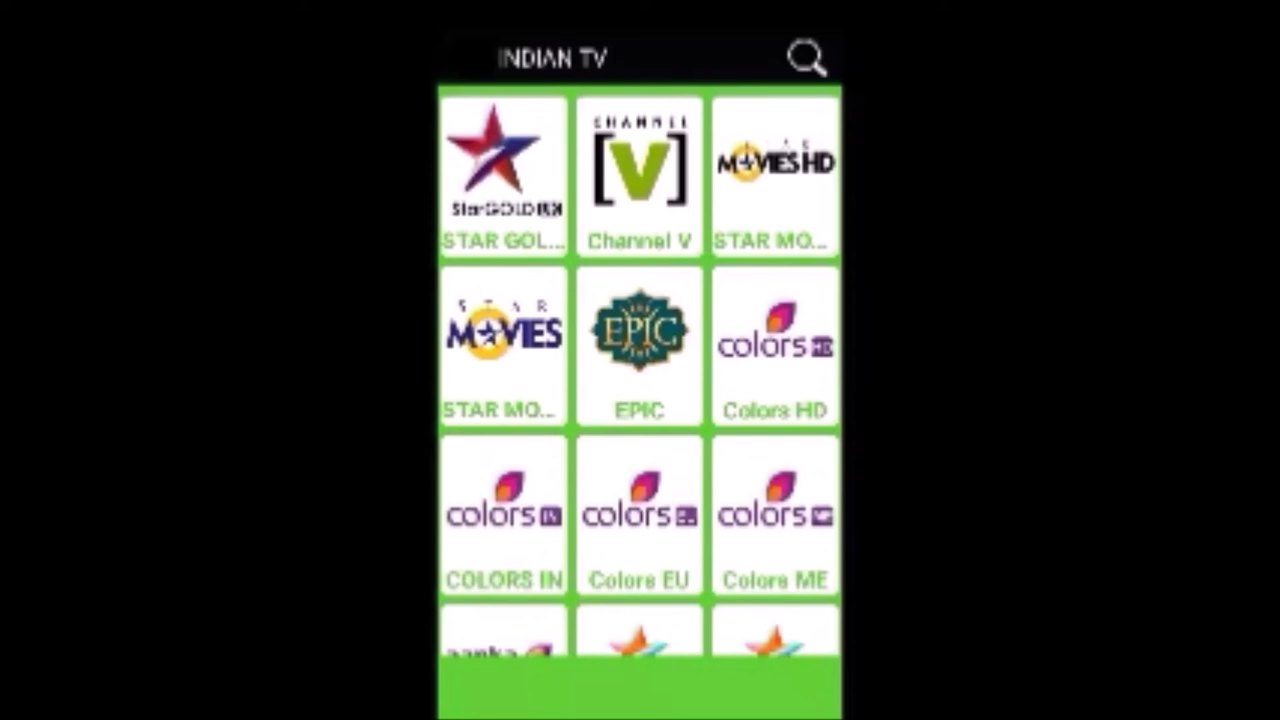 INDIAN TV
StarGOLD
STAR GOL...
CHANNEL
[V]
Channel V
MOVIES HD
STAR MO...
STAR
MOVIES
STAR MO...
EPIC
EPIC
colors HD
Colors HD
colors IN
COLORS IN
colors
Colors EU
colors
Colors ME